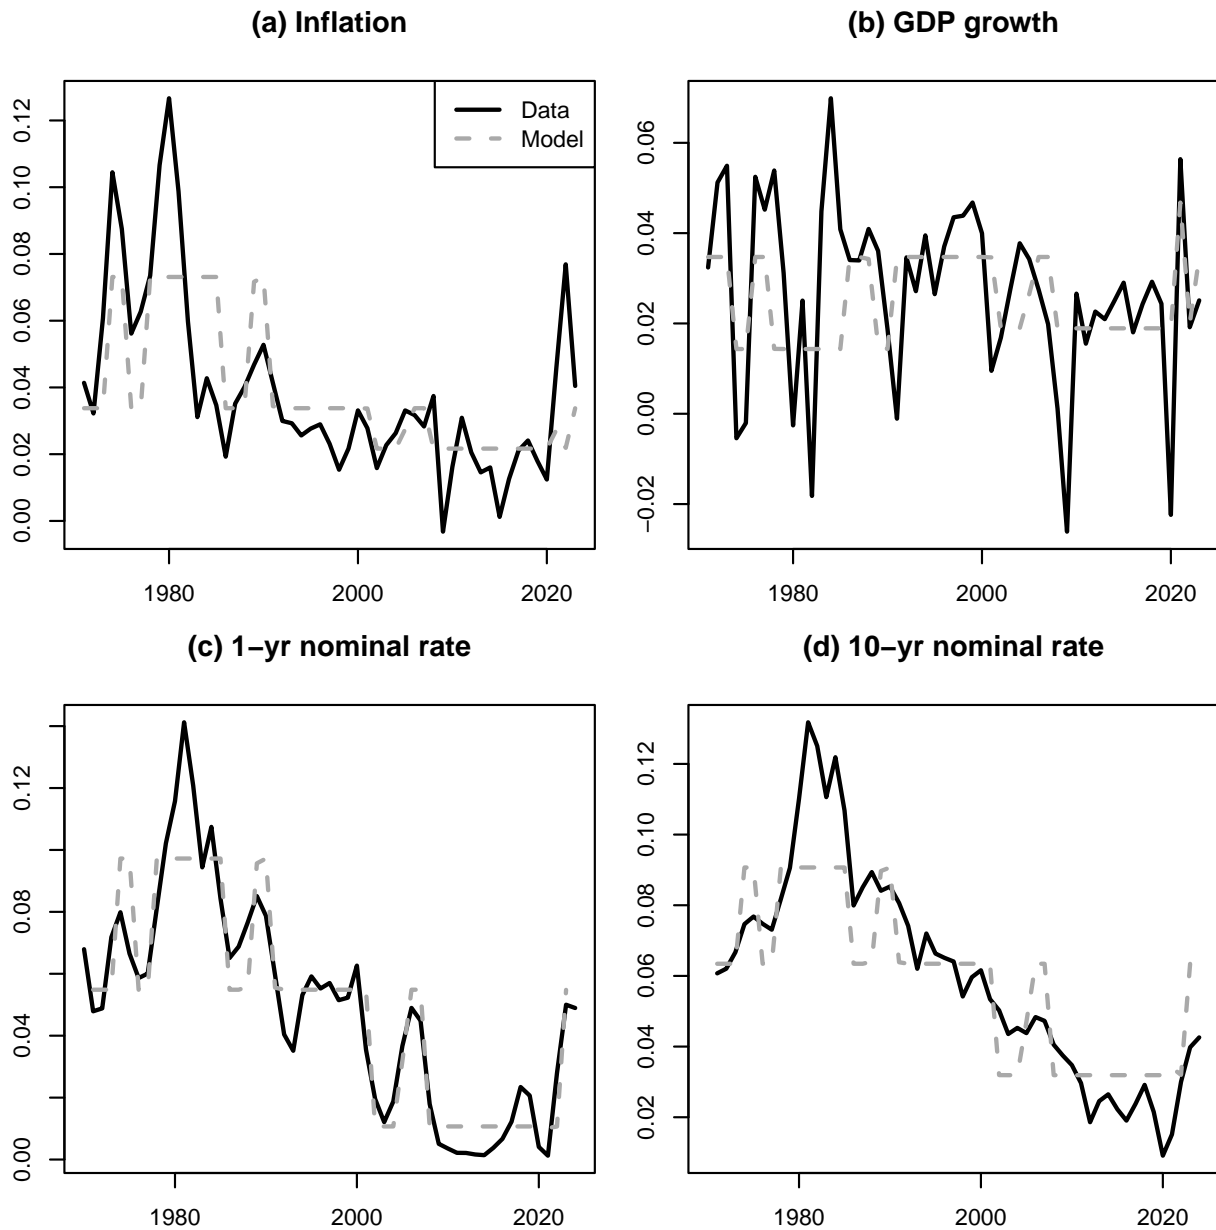 (a) Inflation
0.00 0.02 0.04 0.06 0.08 0.10 0.12
Data
Model
1980 2000 2020
(b) GDP growth
−0.02 0.00 0.02 0.04 0.06
1980 2000 2020
(c) 1−yr nominal rate
0.00 0.04 0.08 0.12
1980 2000 2020
(d) 10−yr nominal rate
0.02 0.04 0.06 0.08 0.10 0.12
1980 2000 2020